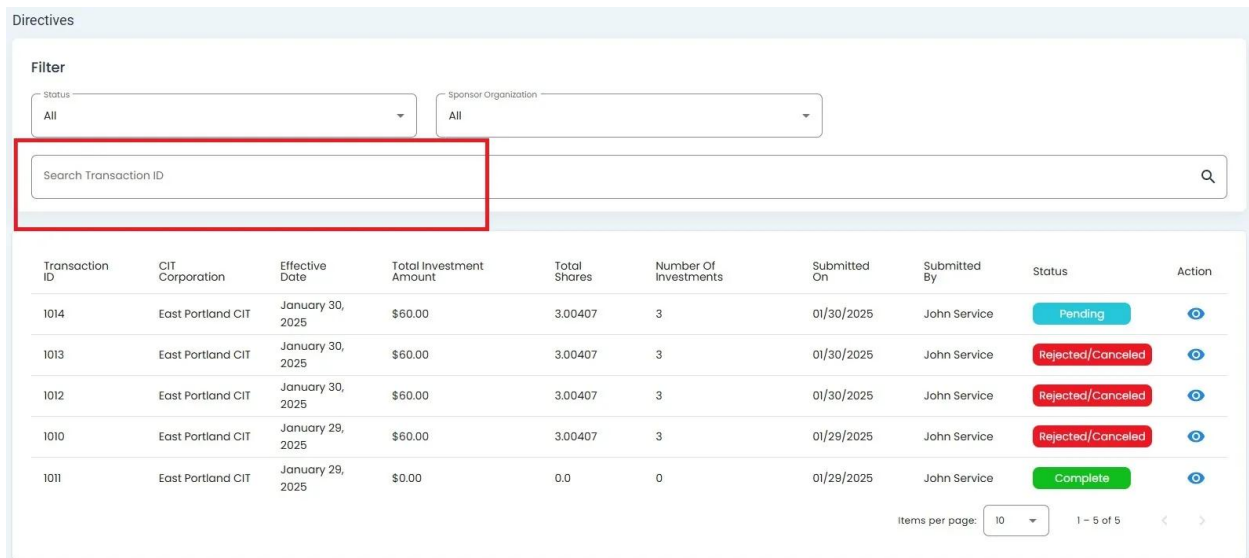 Directives
Filter
Status
Sponsor Organization
All
All
Search Transaction ID
Transaction ID CIT Corporation Effective Date Total Investment Amount Total Shares Number Of Investments Submitted On Submitted By Status Action
1014 East Portland CIT January 30, 2025 $60.00 3.00407 3 01/30/2025 John Service Pending
1013 East Portland CIT January 30, 2025 $60.00 3.00407 3 01/30/2025 John Service Rejected/Canceled
1012 East Portland CIT January 30, 2025 $60.00 3.00407 3 01/30/2025 John Service Rejected/Canceled
1010 East Portland CIT January 29, 2025 $60.00 3.00407 3 01/29/2025 John Service Rejected/Canceled
1011 East Portland CIT January 29, 2025 $0.00 0.0 0 01/29/2025 John Service Complete
Items per page: 10 1 – 5 of 5